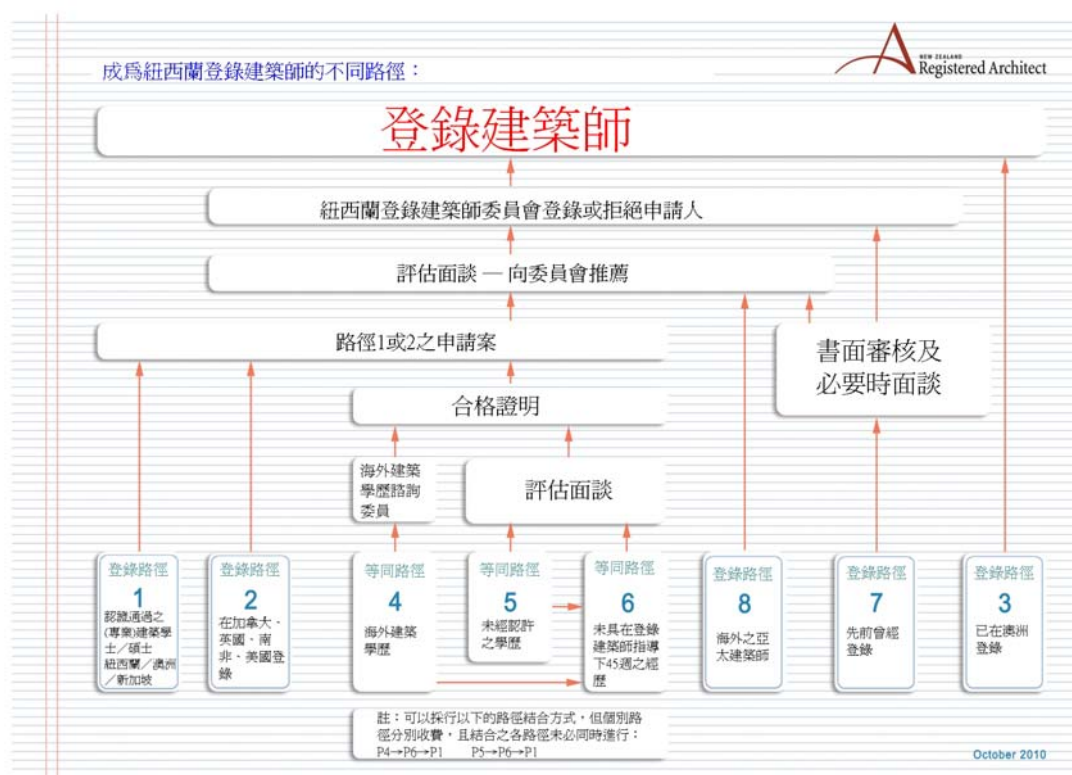 成爲紐西蘭登錄建築師的不同路徑：
NEW ZEALAND
Registered Architect
登錄建築師
紐西蘭登錄建築師委員會登錄或拒絕申請人
評估面談 — 向委員會推薦
路徑1或2之申請案
書面審核及
必要時面談
合格證明
海外建築
學歷諮詢
委員
評估面談
登錄路徑
1
認證通過之
(專業)建築學
士／碩士
紐西蘭／澳洲
／新加坡
登錄路徑
2
在加拿大、
英國、南
非、美國登
錄
等同路徑
4
海外建築
學歷
等同路徑
5
未經認許
之學歷
等同路徑
6
未具在登錄
建築師指導
下45週之經
歷
登錄路徑
8
海外之亞
太建築師
登錄路徑
7
先前曾經
登錄
登錄路徑
3
已在澳洲
登錄
註：可以採行以下的路徑結合方式，但個別路
徑分別收費，且結合之各路徑未必同時進行：
P4→P6→P1 P5→P6→P1
October 2010